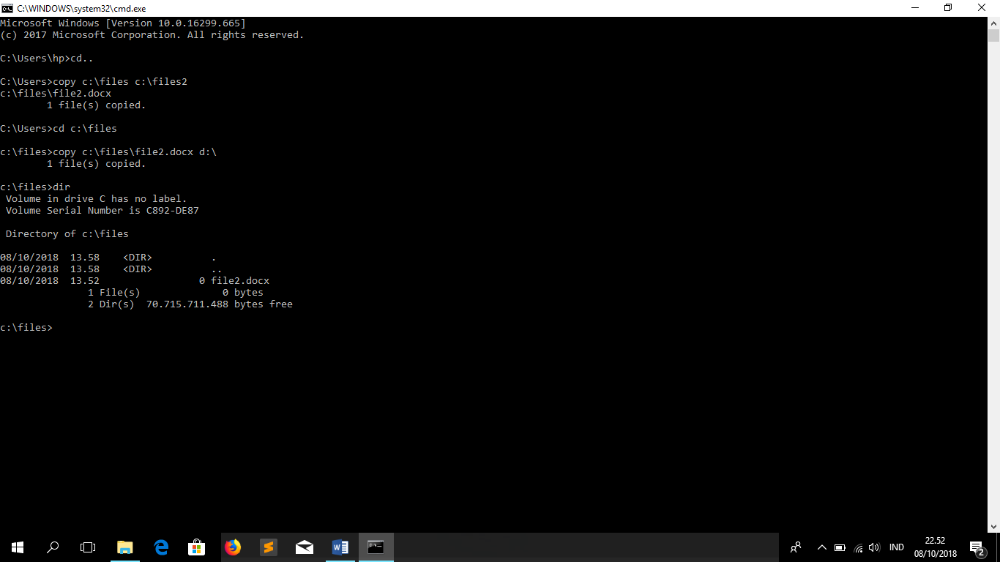 C:\WINDOWS\system32\cmd.exe
Microsoft Windows [Version 10.0.16299.665]
(c) 2017 Microsoft Corporation. All rights reserved.
C:\Users\hp>cd..
C:\Users>copy c:\files c:\files2
c:\files\file2.docx
        1 file(s) copied.
C:\Users>cd c:\files
c:\files>copy c:\files\file2.docx d:\
        1 file(s) copied.
c:\files>dir
 Volume in drive C has no label.
 Volume Serial Number is C892-DE87
 Directory of c:\files
08/10/2018  13.58    <DIR>          .
08/10/2018  13.58    <DIR>          ..
08/10/2018  13.52                 0 file2.docx
               1 File(s)              0 bytes
               2 Dir(s)  70.715.711.488 bytes free
c:\files>
IND
22.52
08/10/2018
2